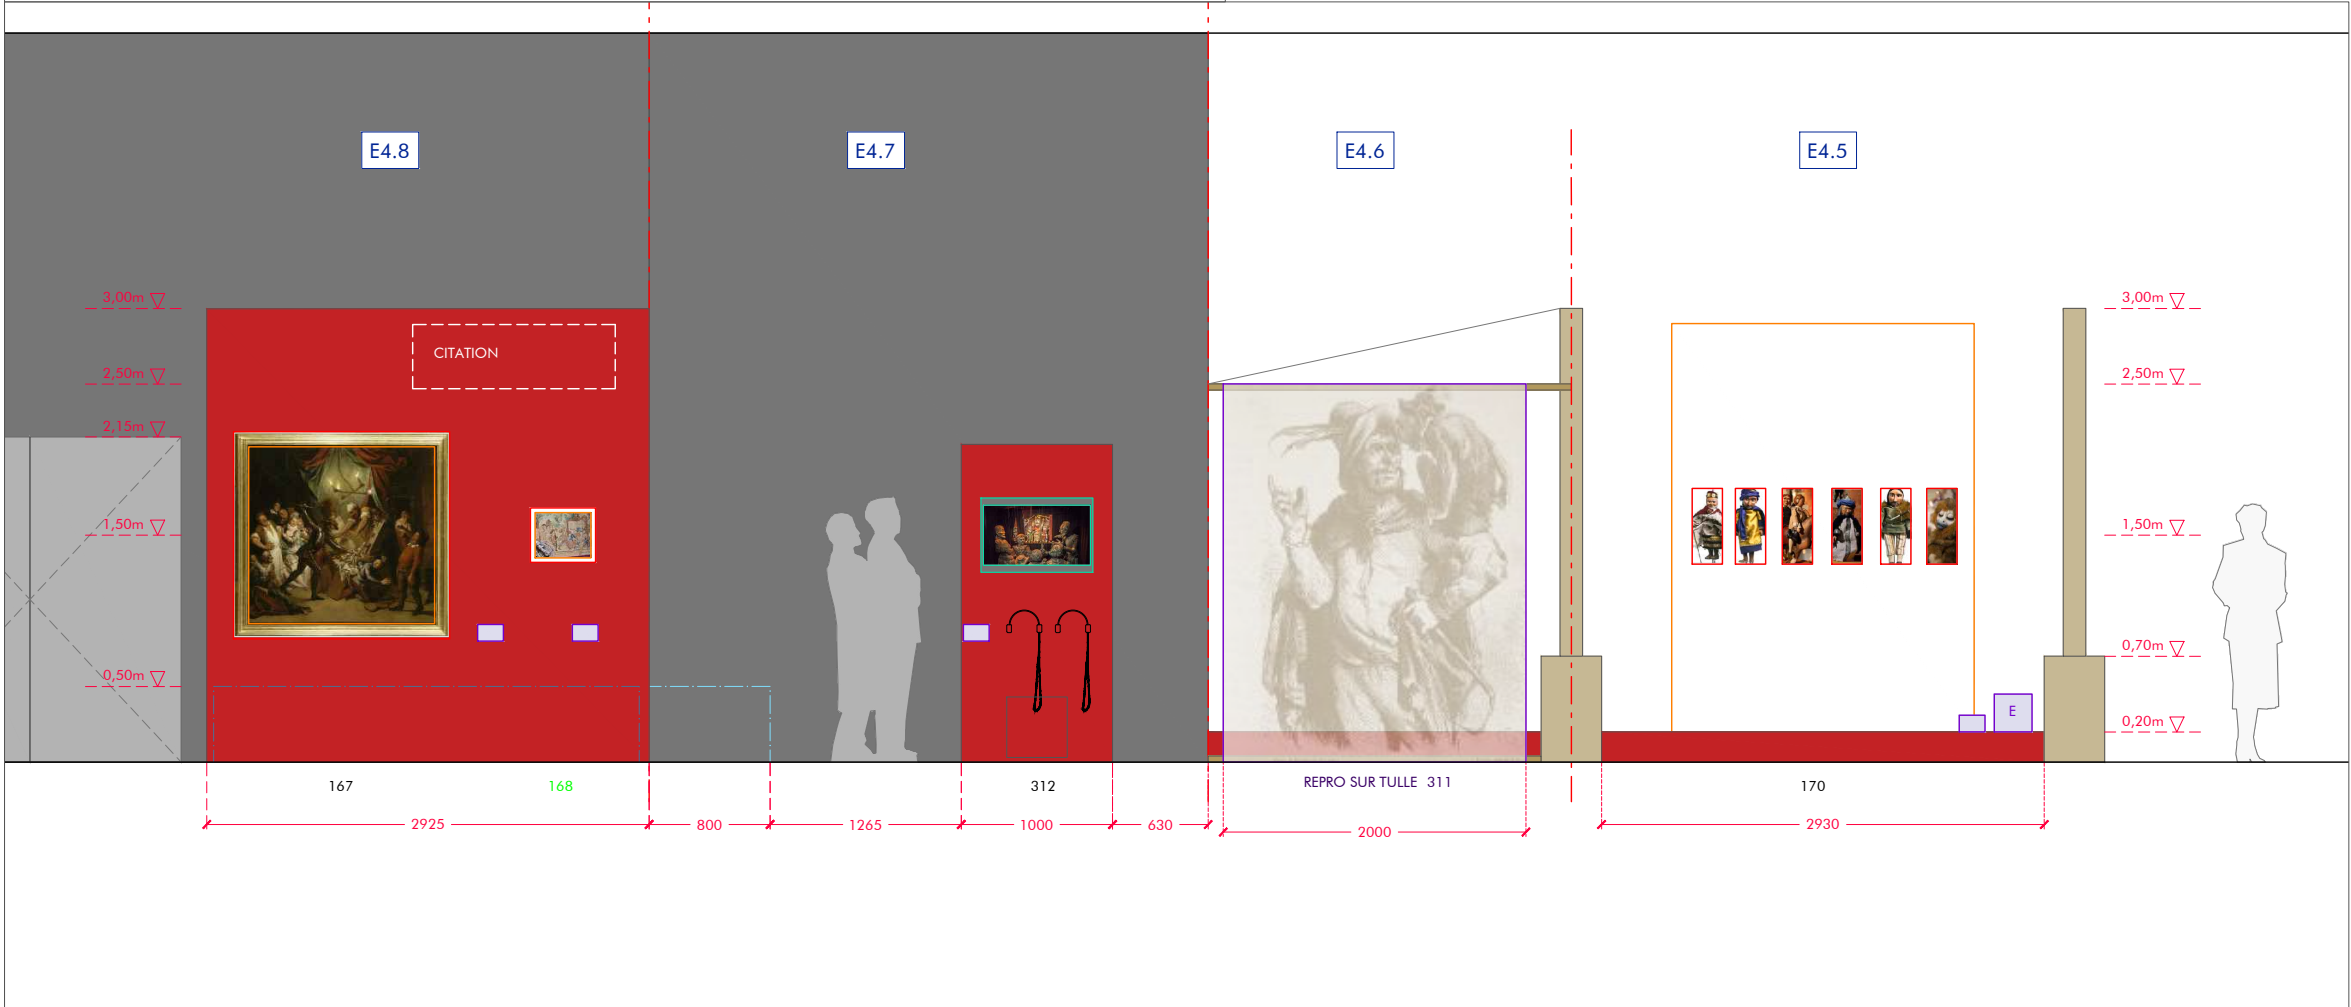 E4.8
E4.7
E4.6
E4.5
3,00m
3,00m
CITATION
2,50m
2,50m
2,15m
1,50m
1,50m
0,70m
0,50m
E
0,20m
167
168
312
REPRO SUR TULLE 311
170
2925
800
1265
1000
630
2000
2930